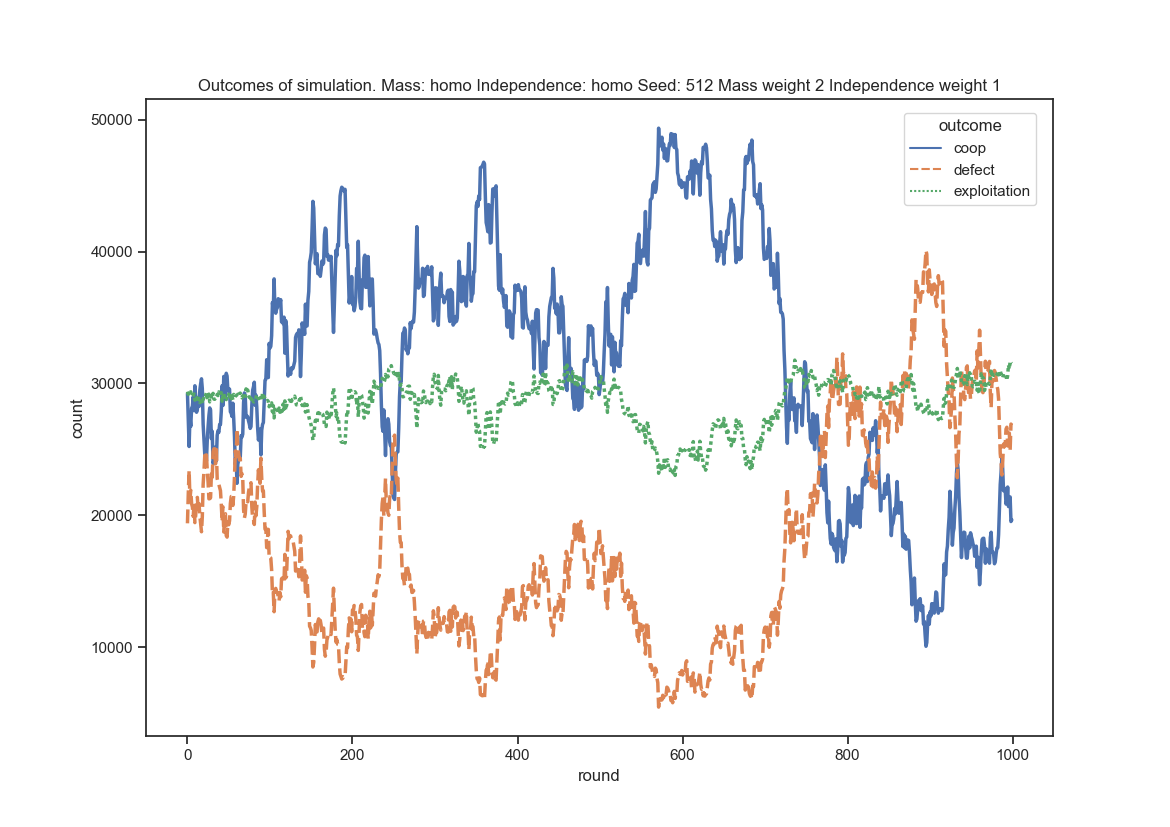 Outcomes of simulation. Mass: homo Independence: homo Seed: 512 Mass weight 2 Independence weight 1
outcome
coop
defect
exploitation
50000
40000
30000
20000
10000
count
0 200 400 600 800 1000
round